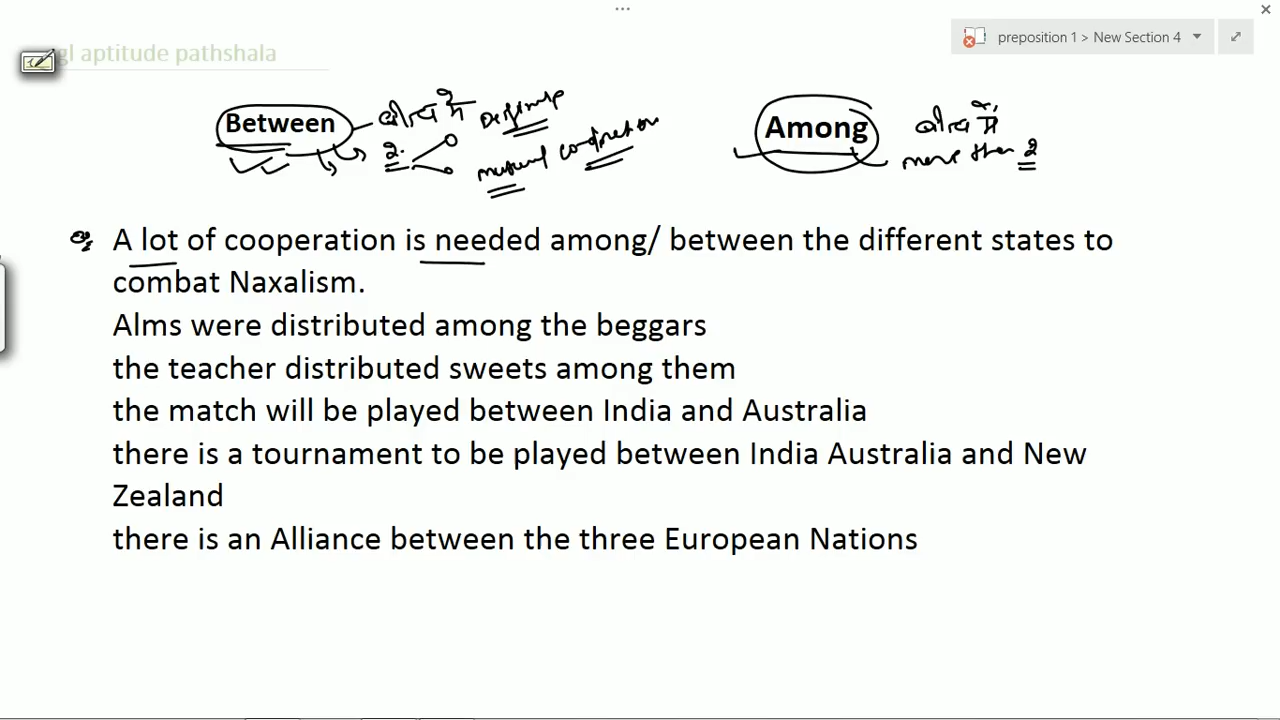 gl aptitude pathshala
preposition 1 > New Section 4
Between बीच में
2.
mutual cooperation
Among बीच में
more than 2
A lot of cooperation is needed among/ between the different states to
combat Naxalism.
Alms were distributed among the beggars
the teacher distributed sweets among them
the match will be played between India and Australia
there is a tournament to be played between India Australia and New
Zealand
there is an Alliance between the three European Nations